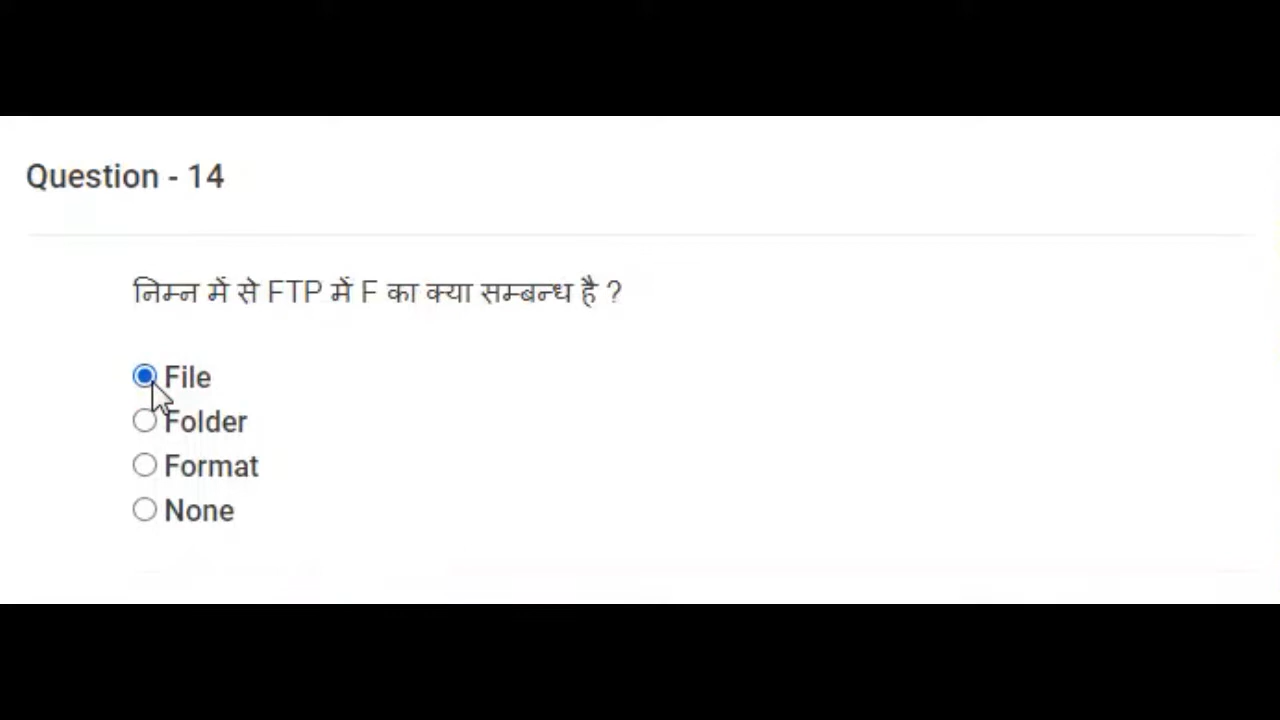 Question - 14
निम्न में से FTP में F का क्या सम्बन्ध है ?
File
Folder
Format
None